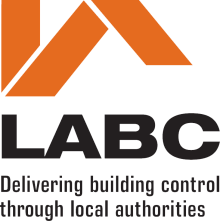 LABC
Delivering building control
through local authorities